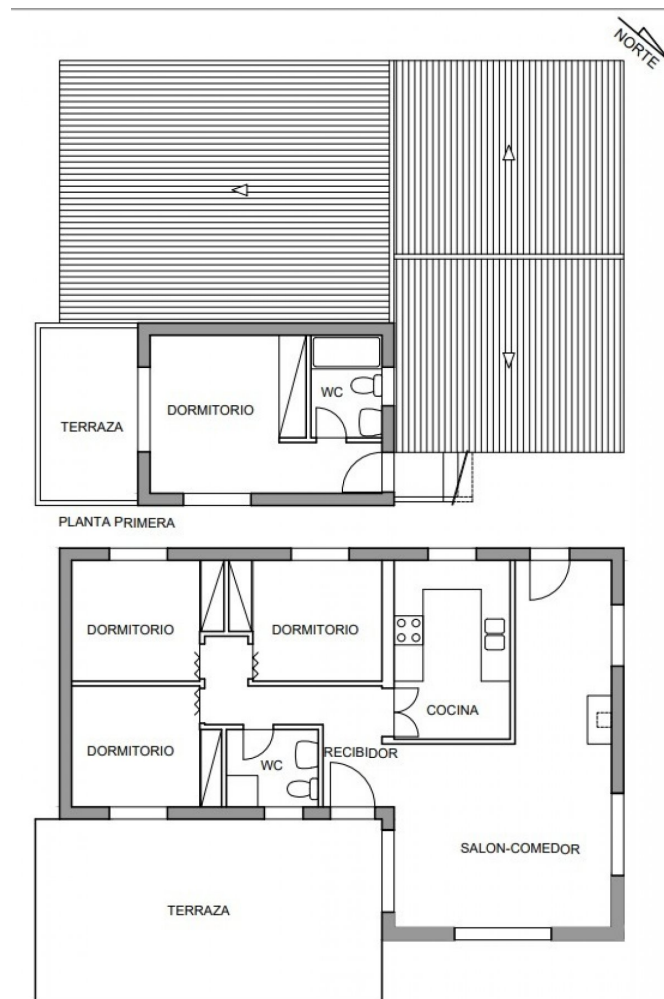 NORTE
DORMITORIO
WC
TERRAZA
PLANTA PRIMERA
DORMITORIO
DORMITORIO
COCINA
DORMITORIO
WC
RECIBIDOR
SALON-COMEDOR
TERRAZA